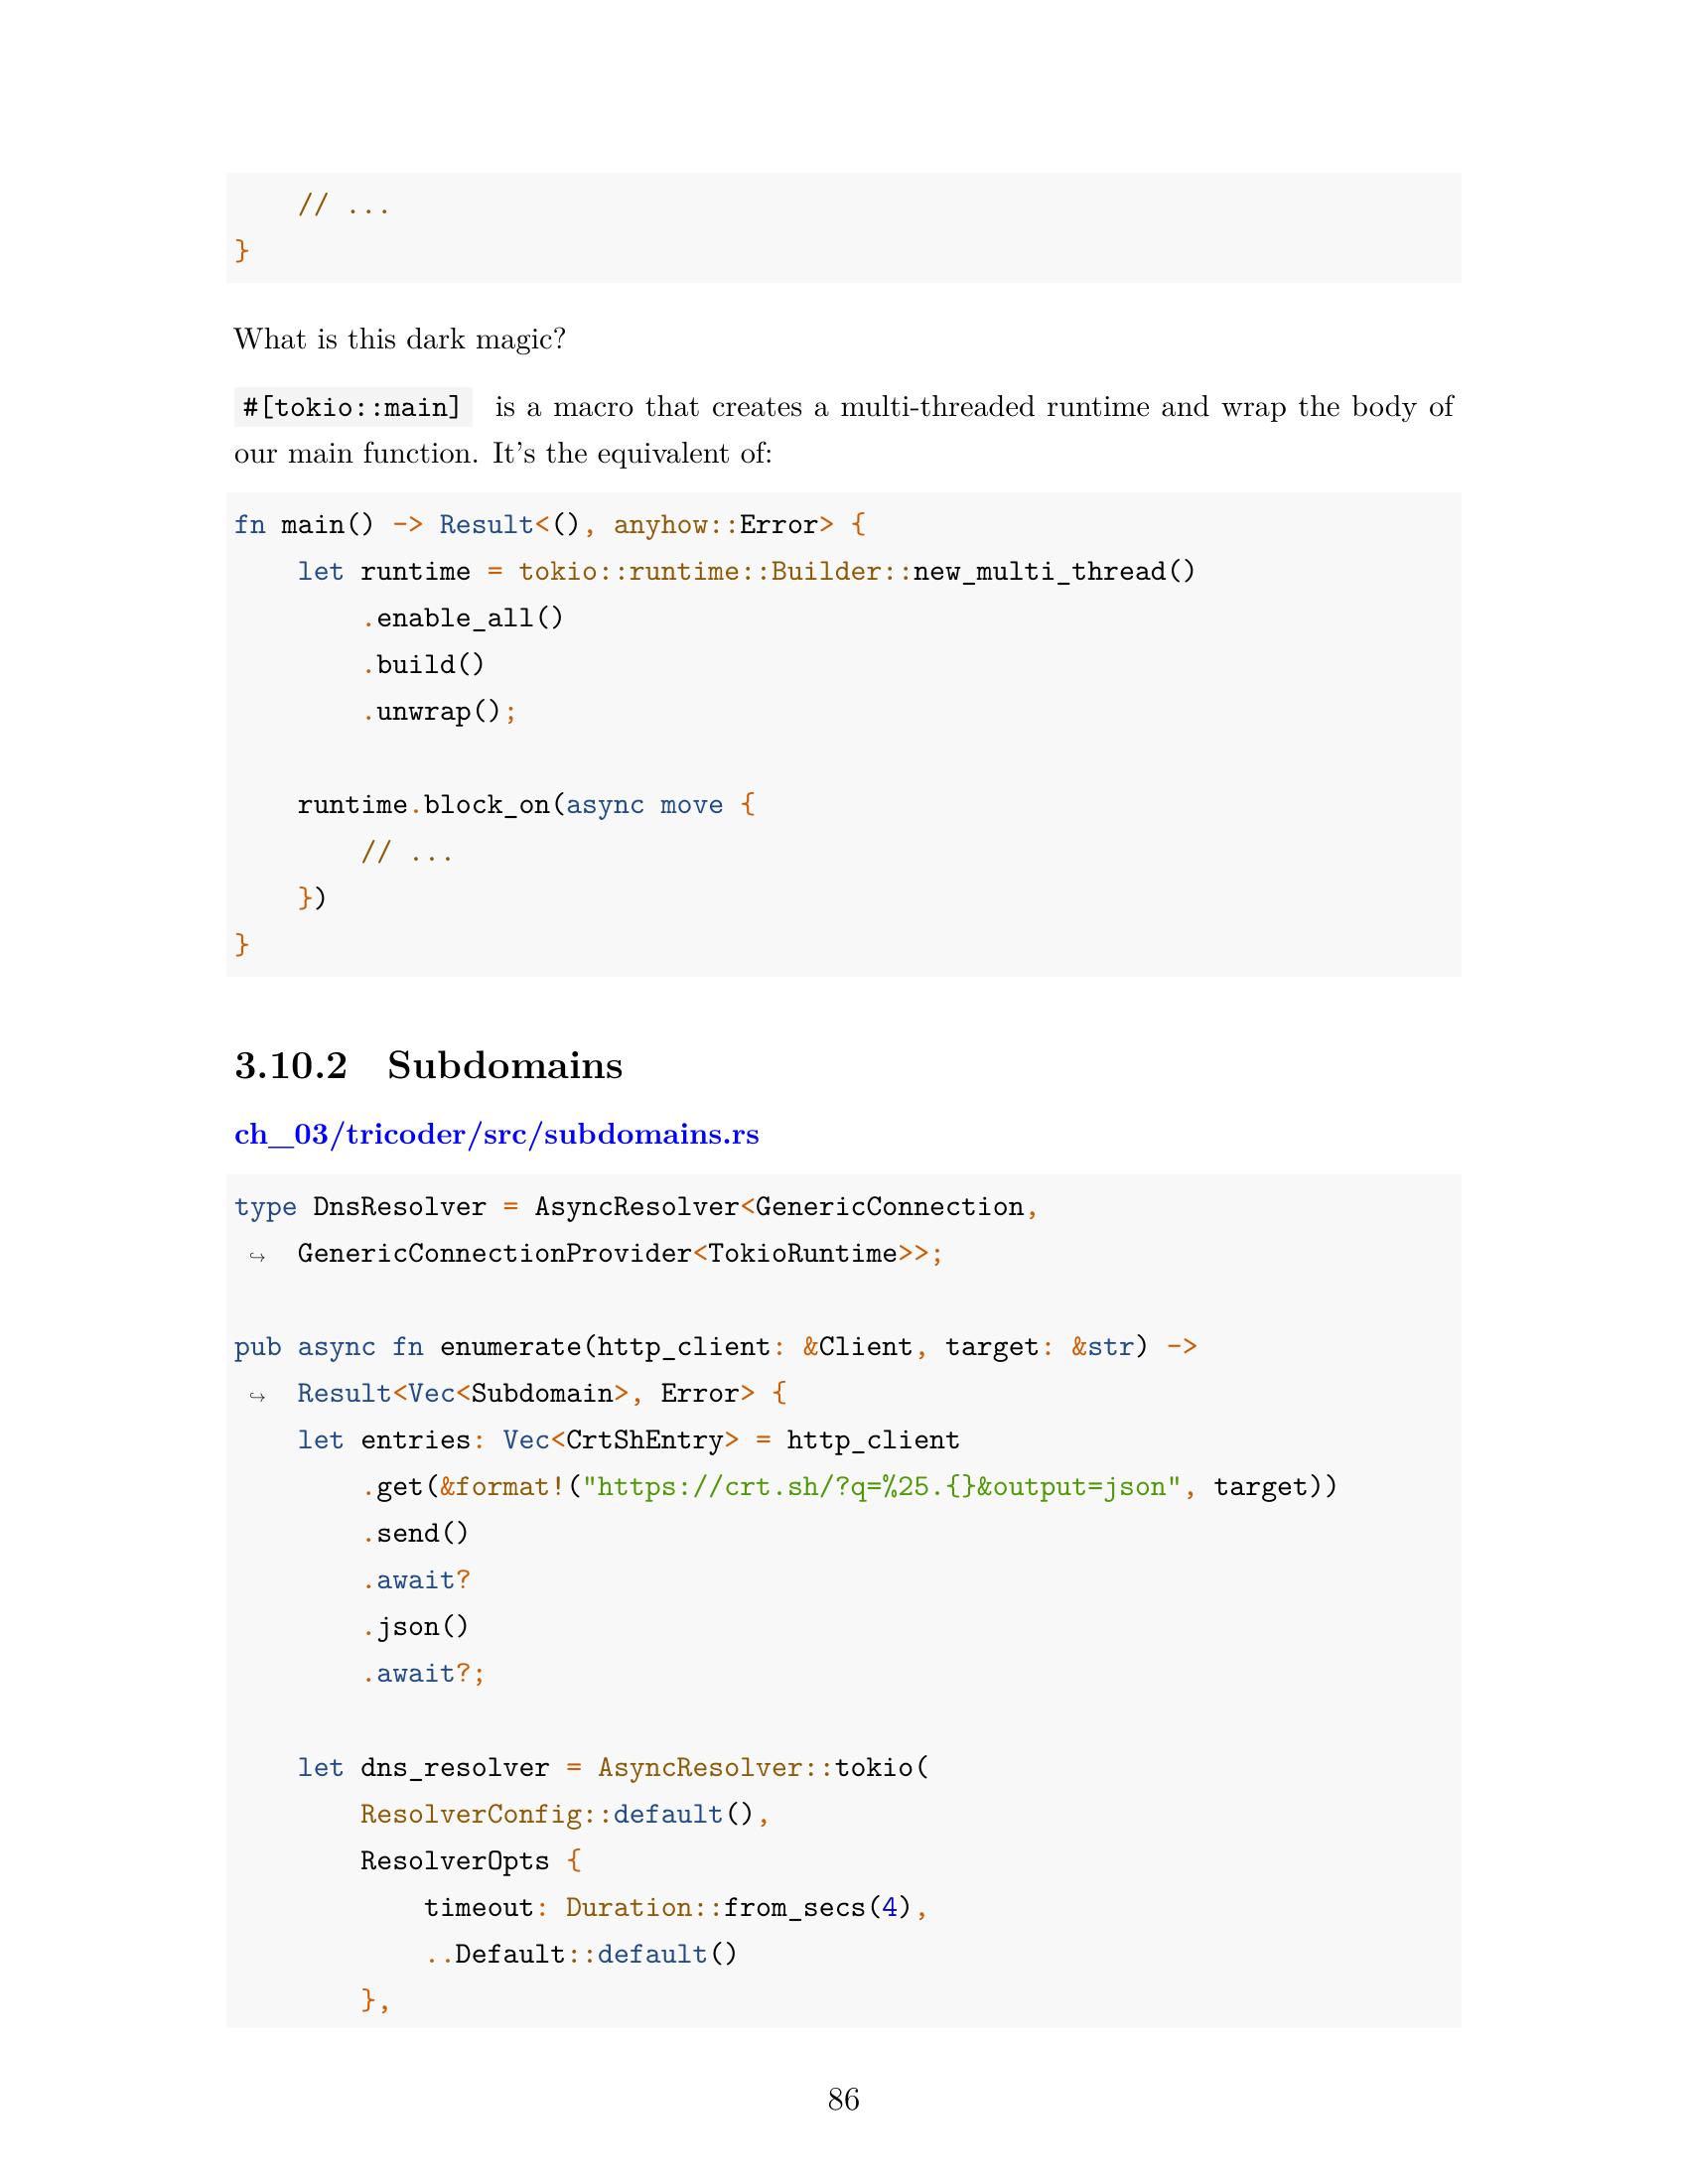 // ...
}
What is this dark magic?
#[tokio::main] is a macro that creates a multi-threaded runtime and wrap the body of
our main function. It's the equivalent of:
fn main() -> Result<(), anyhow::Error> {
    let runtime = tokio::runtime::Builder::new_multi_thread()
        .enable_all()
        .build()
        .unwrap();

    runtime.block_on(async move {
        // ...
    })
}
3.10.2 Subdomains
ch_03/tricoder/src/subdomains.rs
type DnsResolver = AsyncResolver<GenericConnection,
↪ GenericConnectionProvider<TokioRuntime>>;

pub async fn enumerate(http_client: &Client, target: &str) ->
↪ Result<Vec<Subdomain>, Error> {
    let entries: Vec<CrtShEntry> = http_client
        .get(&format!("https://crt.sh/?q=%25.{}&output=json", target))
        .send()
        .await?
        .json()
        .await?;

    let dns_resolver = AsyncResolver::tokio(
        ResolverConfig::default(),
        ResolverOpts {
            timeout: Duration::from_secs(4),
            ..Default::default()
        },
86